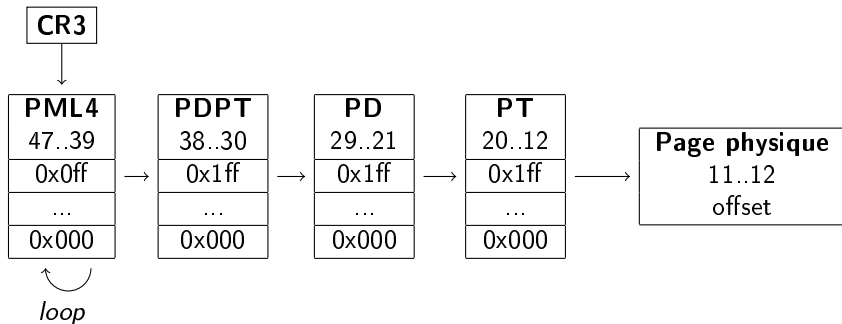 CR3
PML4
47..39
0x0ff
...
0x000
loop
PDPT
38..30
0x1ff
...
0x000
PD
29..21
0x1ff
...
0x000
PT
20..12
0x1ff
...
0x000
Page physique
11..12
offset